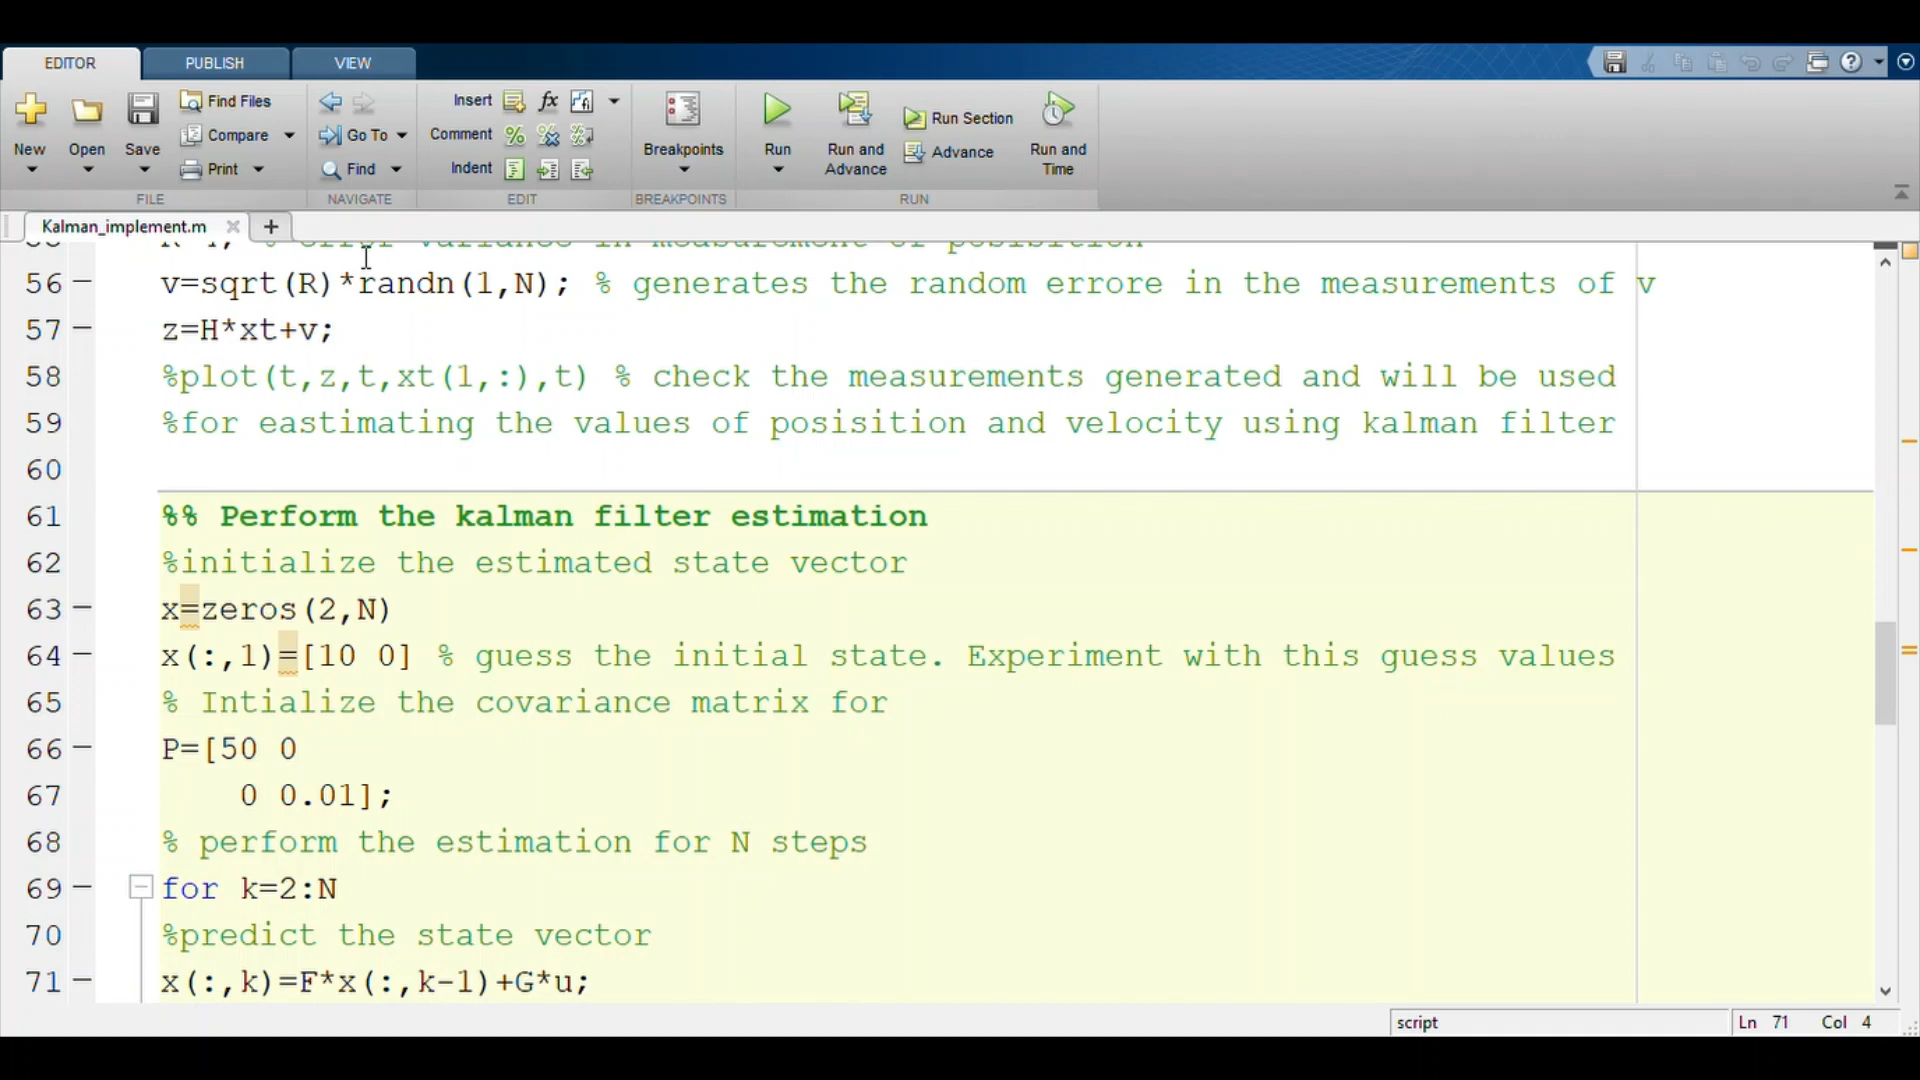 EDITOR PUBLISH VIEW
Find Files Insert fx
New Open Save Compare Go To Comment Breakpoints Run Run and Advance Run Section Advance Run and Time
Print Find Indent
FILE NAVIGATE EDIT BREAKPOINTS RUN
Kalman_implement.m
56 v=sqrt(R)*randn(1,N); % generates the random errore in the measurements of v
57 z=H*xt+v;
58 %plot(t,z,t,xt(1,:),t) % check the measurements generated and will be used
59 %for eastimating the values of posisition and velocity using kalman filter
60
61 %% Perform the kalman filter estimation
62 %initialize the estimated state vector
63 x=zeros(2,N)
64 x(:,1)=[10 0] % guess the initial state. Experiment with this guess values
65 % Intialize the covariance matrix for
66 P=[50 0
67 0 0.01];
68 % perform the estimation for N steps
69 for k=2:N
70 %predict the state vector
71 x(:,k)=F*x(:,k-1)+G*u;
script Ln 71 Col 4